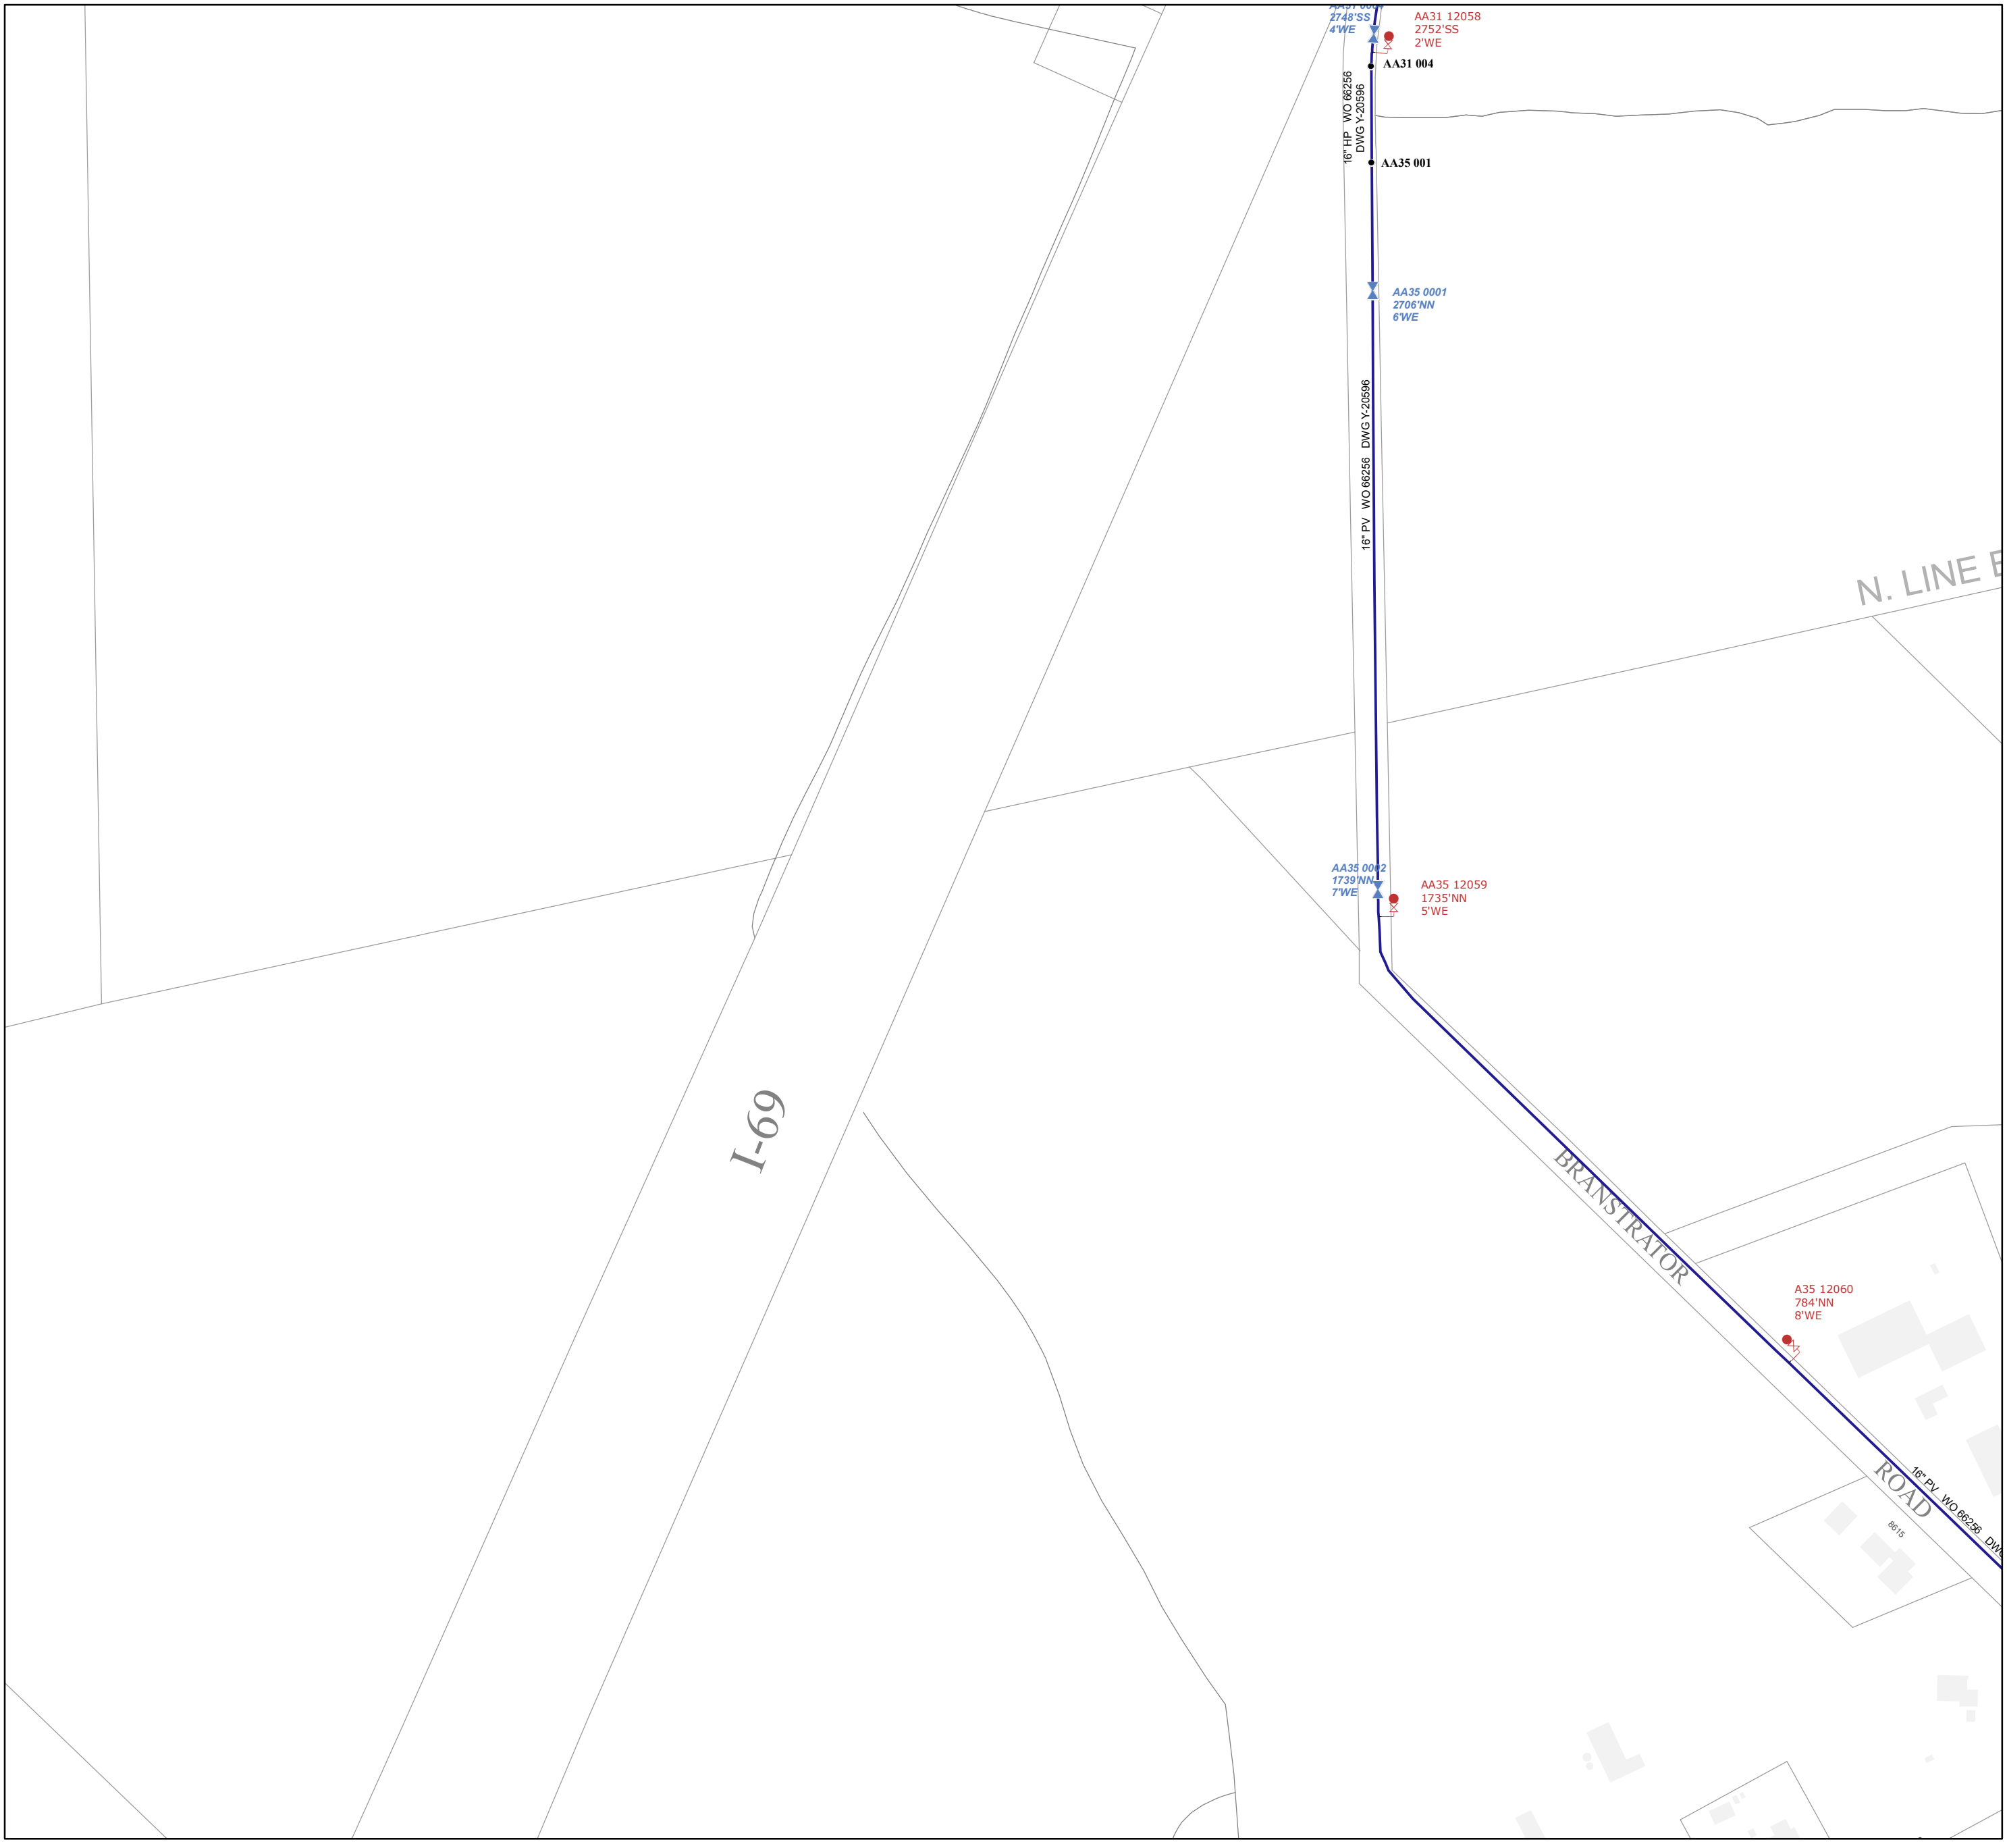 2748'SS
4'WE
AA31 12058
2752'SS
2'WE
AA31 004
16" HP WO 66256
DWG Y-20596
AA35 001
AA35 0001
2706'NN
6'WE
16" PV WO 66256 DWG Y-20596
N. LINE
AA35 0002
1739'NN
7'WE
AA35 12059
1735'NN
5'WE
I-69
BRANSTRATOR
A35 12060
784'NN
8'WE
ROAD
16" PV WO 66256
8615